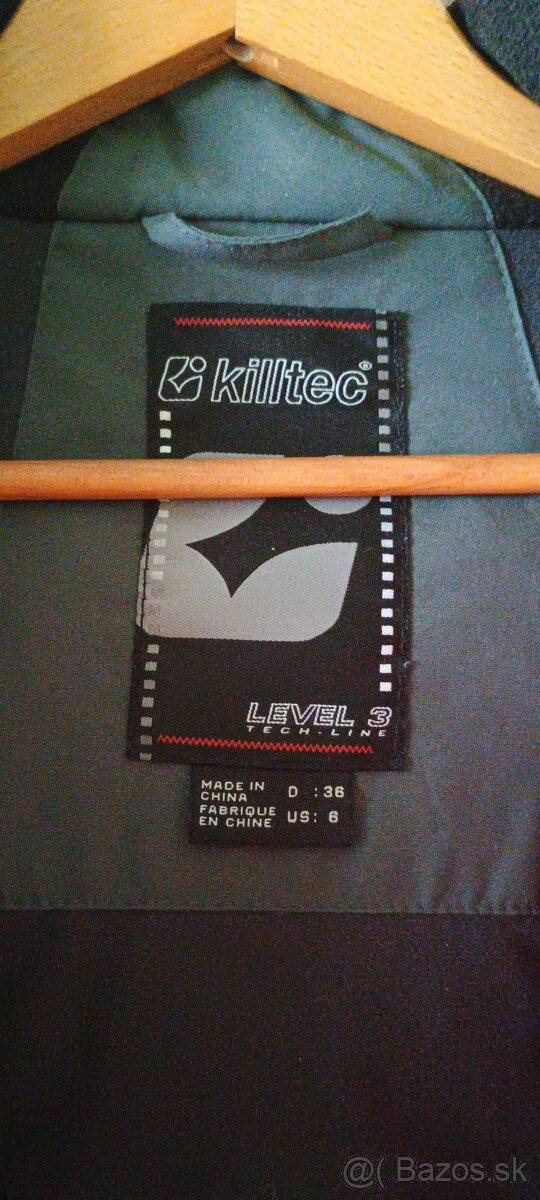 killtec®
LEVEL 3
TECH-LINE
MADE IN
CHINA
FABRIQUE
EN CHINE
D : 36
US: 6
@( Bazos.sk